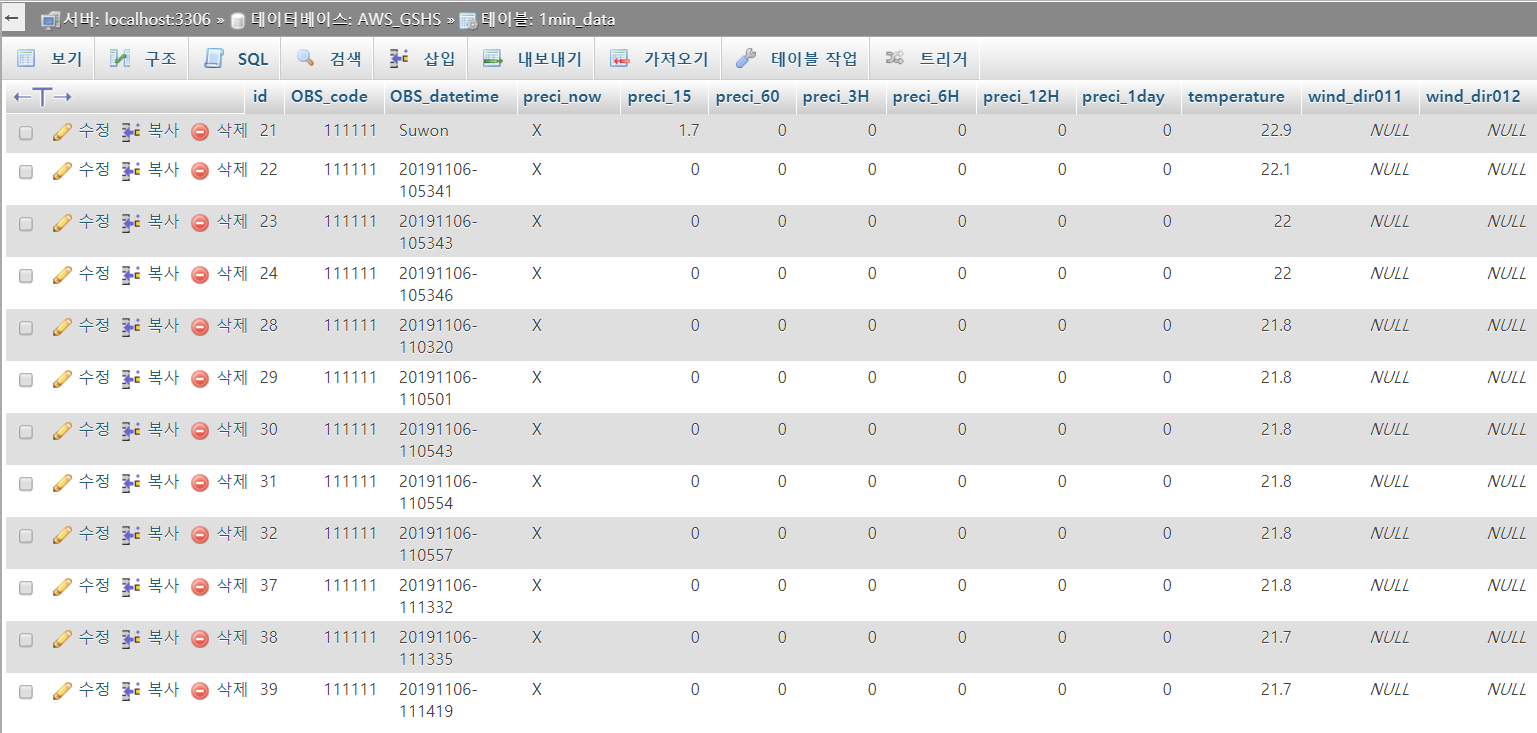 ← 서버: localhost:3306 » 데이터베이스: AWS_GSHS » 테이블: 1min_data
보기 구조 SQL 검색 삽입 내보내기 가져오기 테이블 작업 트리거
←T→ id OBS_code OBS_datetime preci_now preci_15 preci_60 preci_3H preci_6H preci_12H preci_1day temperature wind_dir011 wind_dir012
수정 복사 삭제 21 111111 Suwon X 1.7 0 0 0 0 0 22.9 NULL NULL
수정 복사 삭제 22 111111 20191106- X 0 0 0 0 0 0 22.1 NULL NULL
105341
수정 복사 삭제 23 111111 20191106- X 0 0 0 0 0 0 22 NULL NULL
105343
수정 복사 삭제 24 111111 20191106- X 0 0 0 0 0 0 22 NULL NULL
105346
수정 복사 삭제 28 111111 20191106- X 0 0 0 0 0 0 21.8 NULL NULL
110320
수정 복사 삭제 29 111111 20191106- X 0 0 0 0 0 0 21.8 NULL NULL
110501
수정 복사 삭제 30 111111 20191106- X 0 0 0 0 0 0 21.8 NULL NULL
110543
수정 복사 삭제 31 111111 20191106- X 0 0 0 0 0 0 21.8 NULL NULL
110554
수정 복사 삭제 32 111111 20191106- X 0 0 0 0 0 0 21.8 NULL NULL
110557
수정 복사 삭제 37 111111 20191106- X 0 0 0 0 0 0 21.8 NULL NULL
111332
수정 복사 삭제 38 111111 20191106- X 0 0 0 0 0 0 21.7 NULL NULL
111335
수정 복사 삭제 39 111111 20191106- X 0 0 0 0 0 0 21.7 NULL NULL
111419